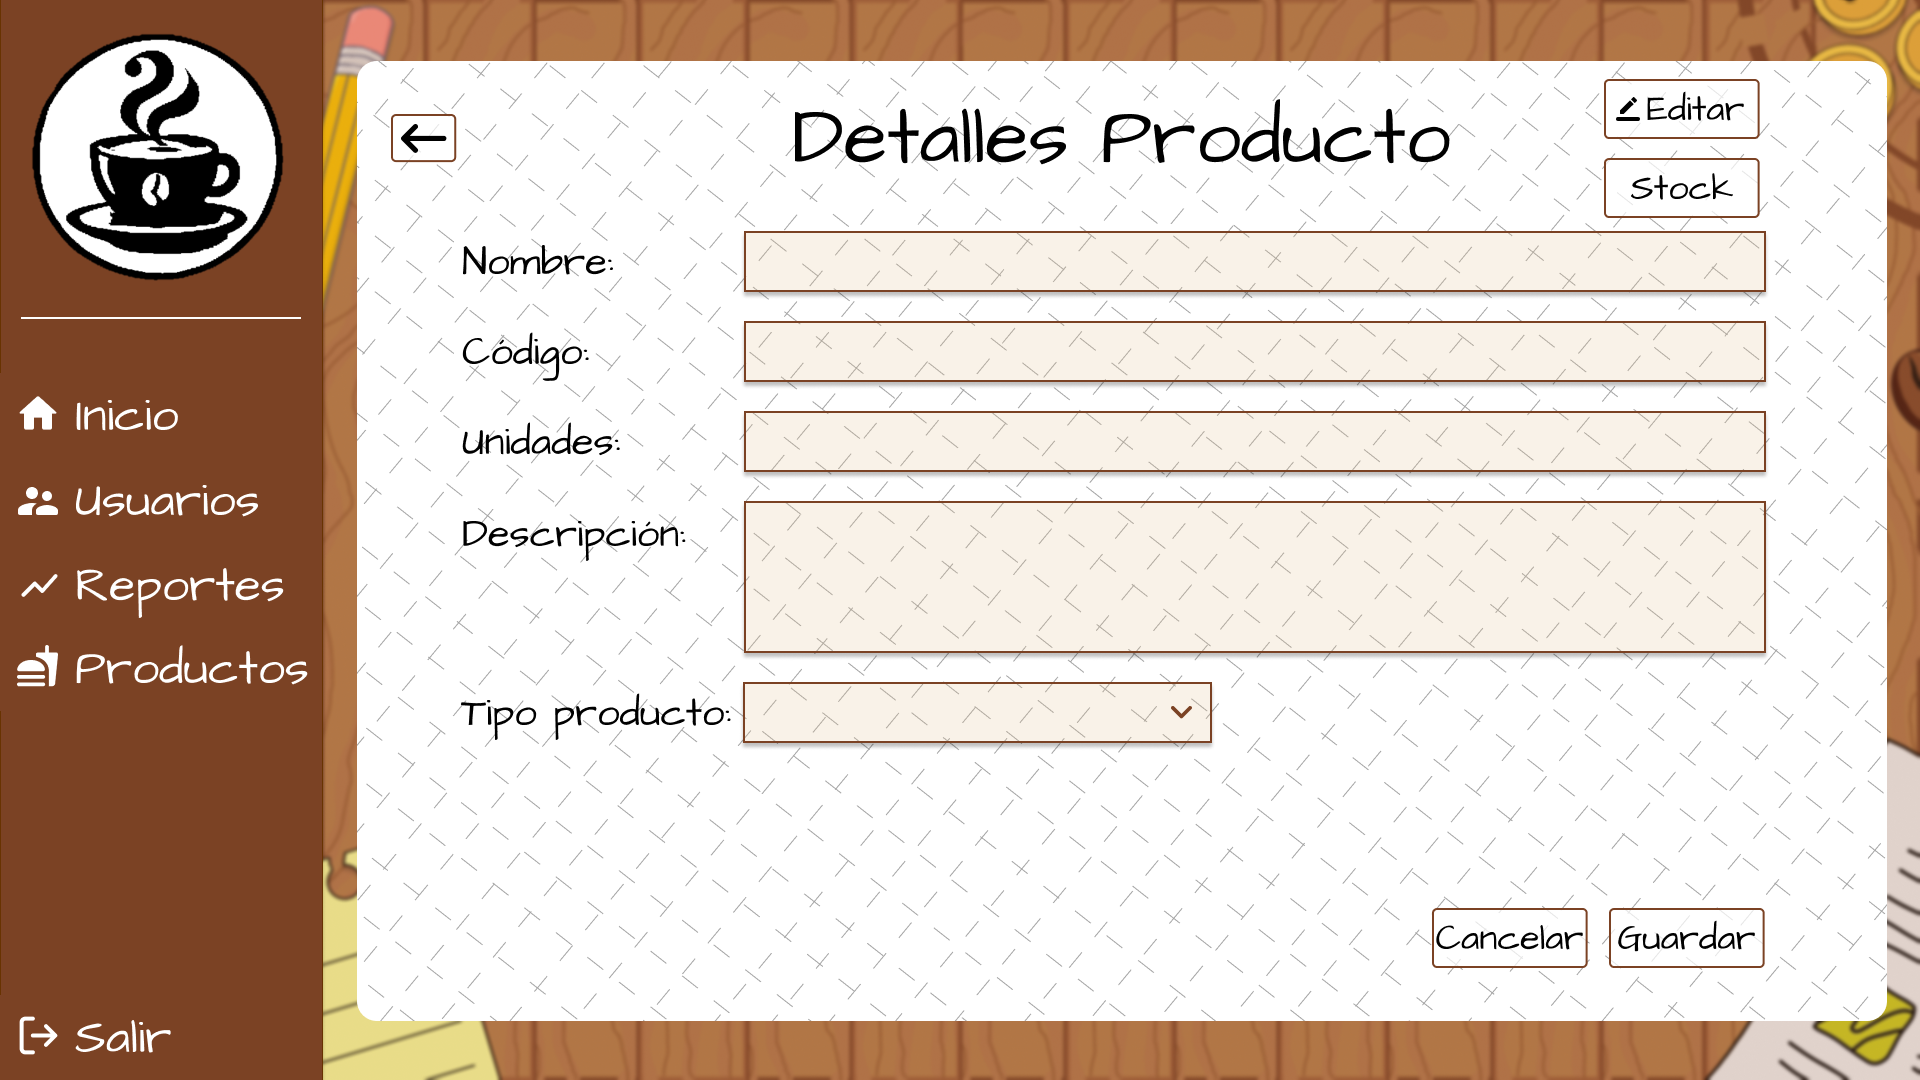 Detalles Producto
Editar
Stock
Nombre:
Código:
Unidades:
Descripción:
Tipo producto:
Cancelar
Guardar
Inicio
Usuarios
Reportes
Productos
Salir